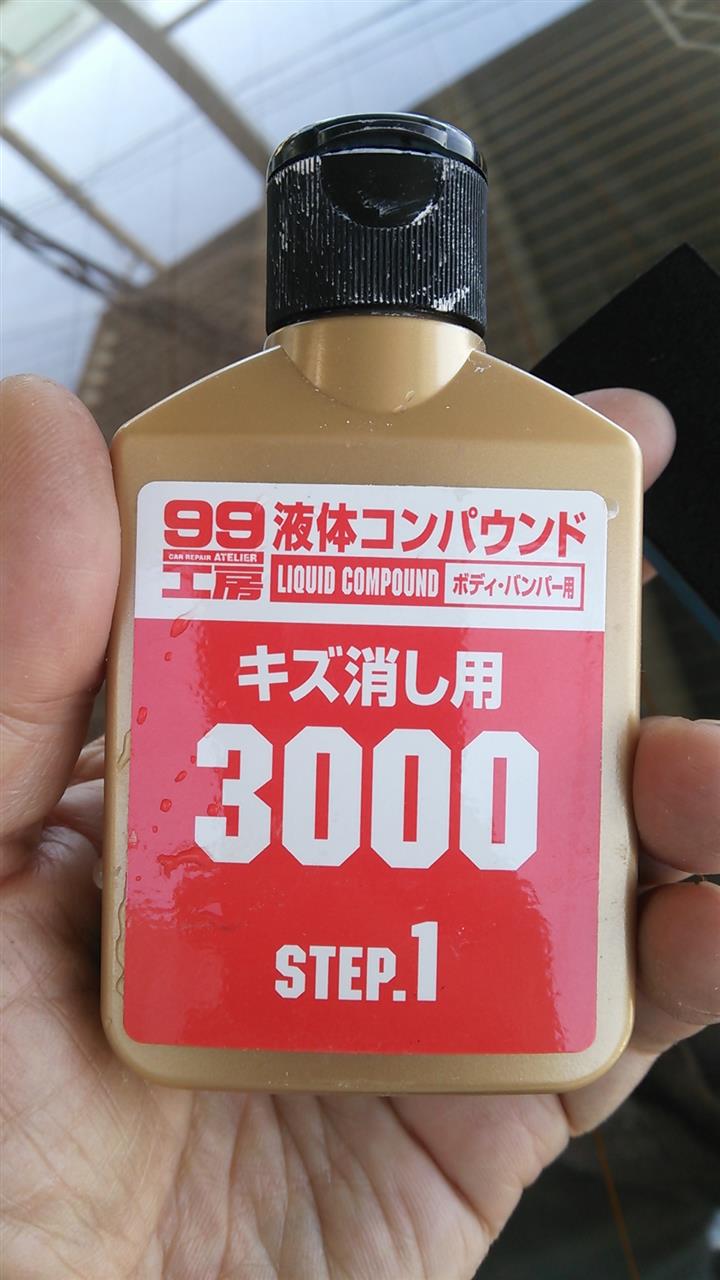 99 液体コンパウンド
CAR REPAIR ATELIER
工房 LIQUID COMPOUND ボディ・バンパー用
キズ消し用
3000
STEP.1